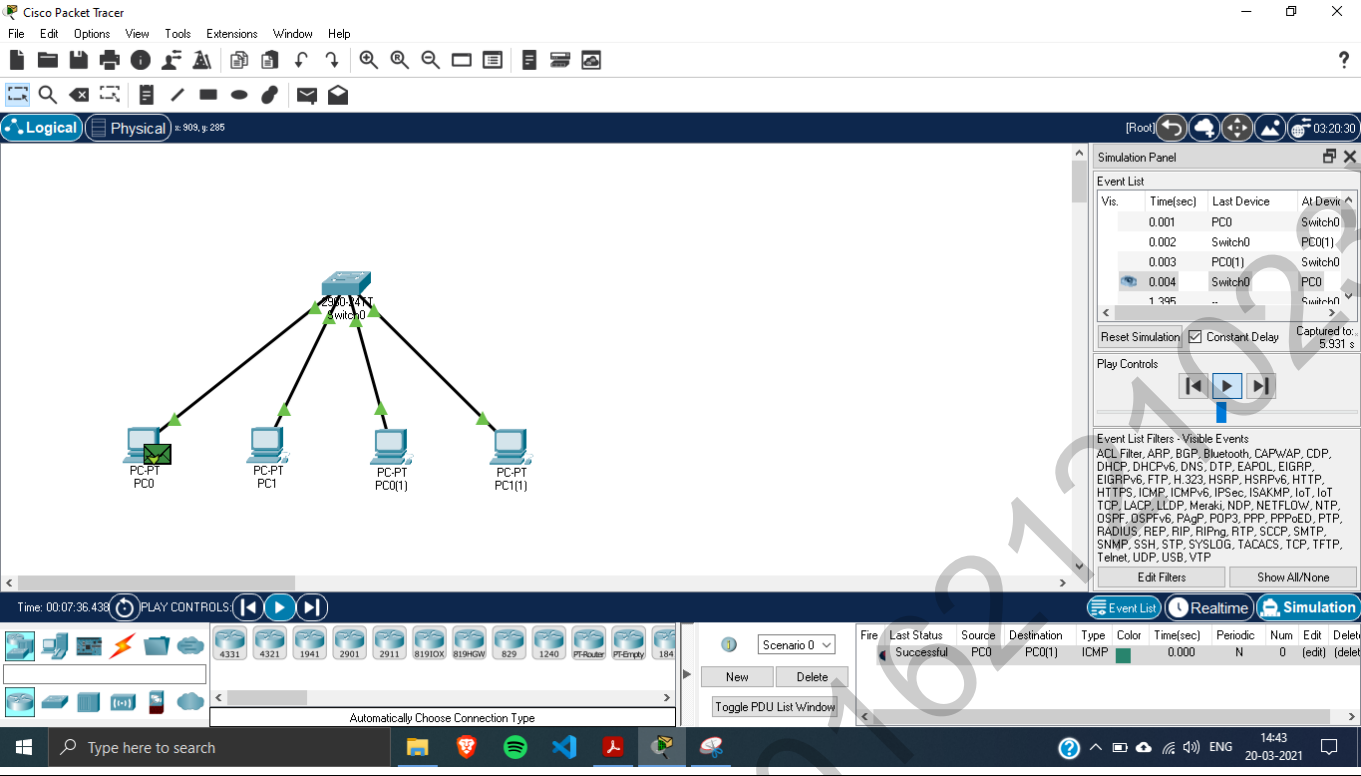 Cisco Packet Tracer
File Edit Options View Tools Extensions Window Help
Logical Physical x: 909, y: 285 [Root] 03:20:30
Simulation Panel
Event List
Vis. Time(sec) Last Device At Devic
0.001 PC0 Switch0
0.002 Switch0 PC0(1)
0.003 PC0(1) Switch0
0.004 Switch0 PC0
1.395 -- Switch0
Reset Simulation Constant Delay Captured to:
5.931 s
Play Controls
Event List Filters - Visible Events
ACL Filter, ARP, BGP, Bluetooth, CAPWAP, CDP,
DHCP, DHCPv6, DNS, DTP, EAPOL, EIGRP,
EIGRPv6, FTP, H.323, HSRP, HSRPv6, HTTP,
HTTPS, ICMP, ICMPv6, IPSec, ISAKMP, IoT, IoT
TCP, LACP, LLDP, Meraki, NDP, NETFLOW, NTP,
OSPF, OSPFv6, PAgP, POP3, PPP, PPPoED, PTP,
RADIUS, REP, RIP, RIPng, RTP, SCCP, SMTP,
SNMP, SSH, STP, SYSLOG, TACACS, TCP, TFTP,
Telnet, UDP, USB, VTP
Edit Filters Show All/None
2960-24TT
Switch0
PC-PT
PC0
PC-PT
PC1
PC-PT
PC0(1)
PC-PT
PC1(1)
Time: 00:07:36.438 PLAY CONTROLS: Event List Realtime Simulation
4331 4321 1941 2901 2911 819IOX 819HGW 829 1240 PT-Router PT-Empty 184
Automatically Choose Connection Type
Scenario 0
New Delete
Toggle PDU List Window
Fire Last Status Source Destination Type Color Time(sec) Periodic Num Edit Delet
Successful PC0 PC0(1) ICMP 0.000 N 0 (edit) (delet
Type here to search
ENG 14:43
20-03-2021